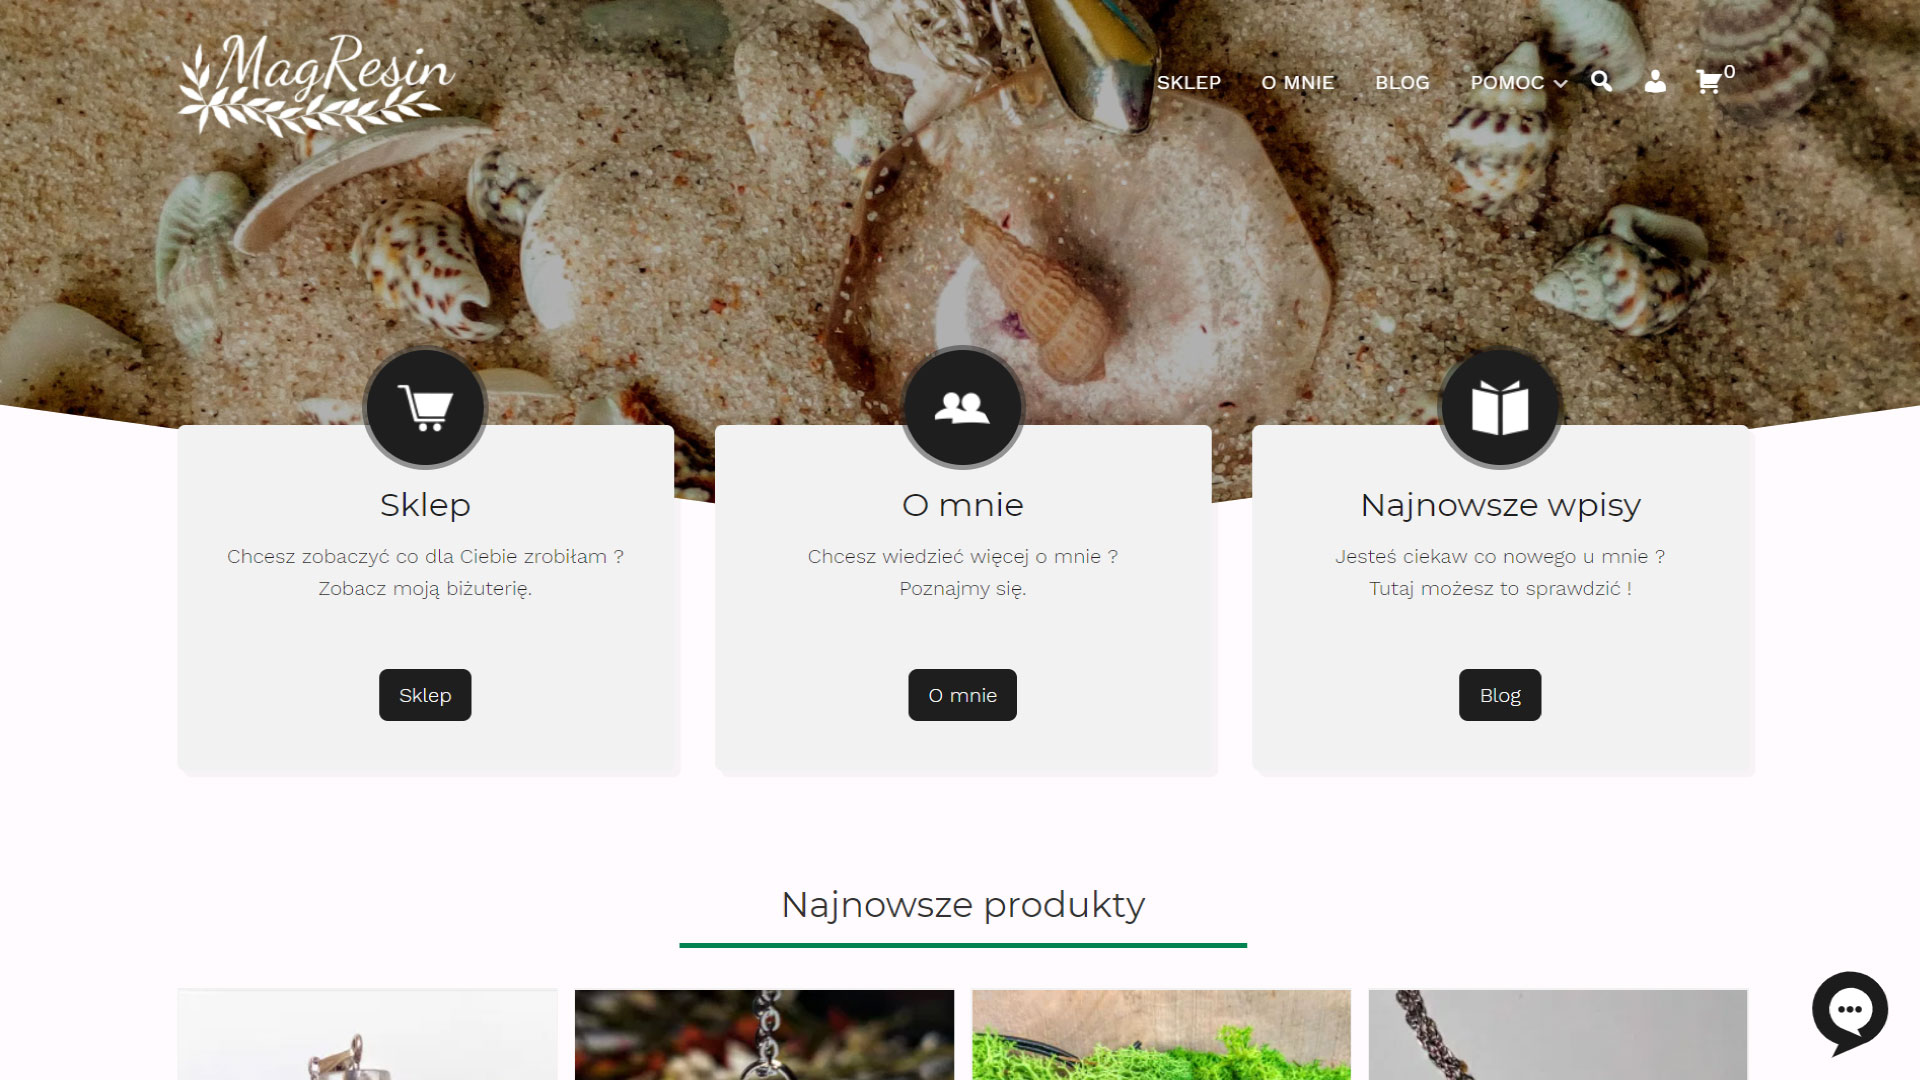 MagResin
SKLEP O MNIE BLOG POMOC 0
Sklep
Chcesz zobaczyć co dla Ciebie zrobiłam ?
Zobacz moją biżuterię.
Sklep
O mnie
Chcesz wiedzieć więcej o mnie ?
Poznajmy się.
O mnie
Najnowsze wpisy
Jesteś ciekaw co nowego u mnie ?
Tutaj możesz to sprawdzić !
Blog
Najnowsze produkty